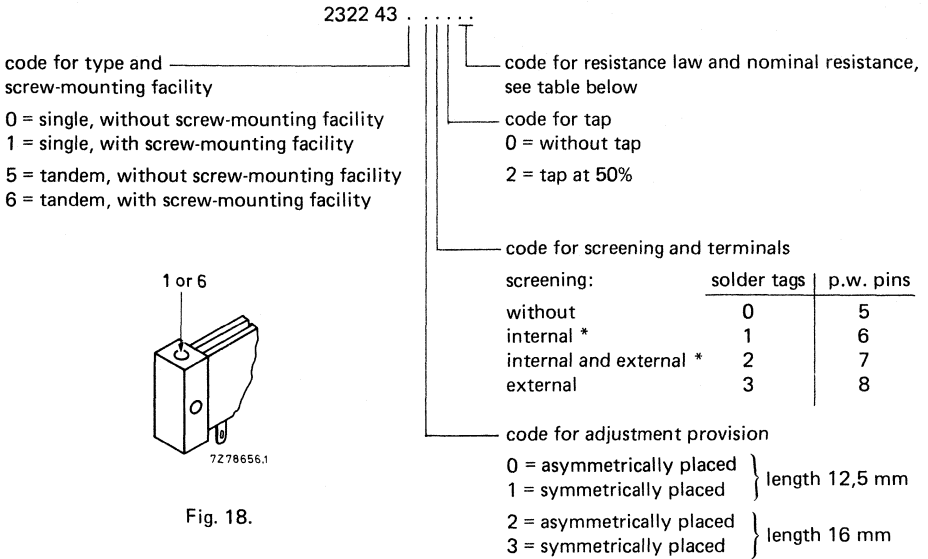 2322 43 . . . . . .
code for type and
screw-mounting facility
0 = single, without screw-mounting facility
1 = single, with screw-mounting facility
5 = tandem, without screw-mounting facility
6 = tandem, with screw-mounting facility
code for resistance law and nominal resistance,
see table below
code for tap
0 = without tap
2 = tap at 50%
code for screening and terminals
screening: solder tags p.w. pins
without 0 5
internal * 1 6
internal and external * 2 7
external 3 8
code for adjustment provision
0 = asymmetrically placed
1 = symmetrically placed
length 12,5 mm
2 = asymmetrically placed
3 = symmetrically placed
length 16 mm
1 or 6
7Z78656.1
Fig. 18.